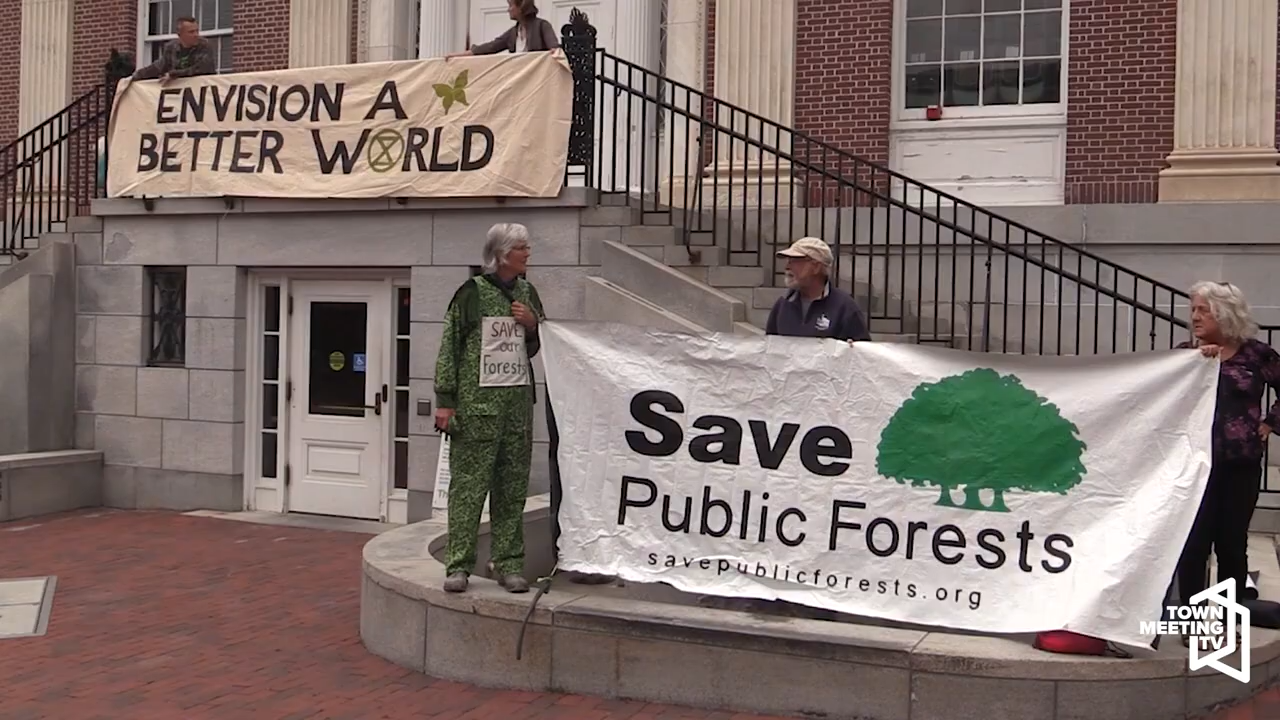 ENVISION A
BETTER WORLD
SAVE
our
Forests
Save
Public Forests
savepublicforests.org
TOWN
MEETING
TV